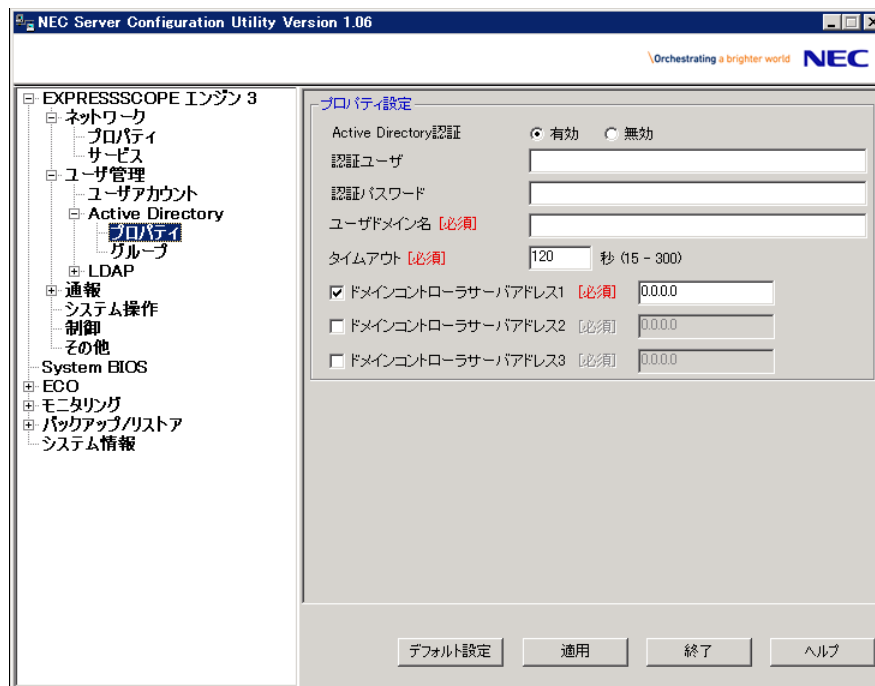 NEC Server Configuration Utility Version 1.06
\Orchestrating a brighter world NEC
EXPRESSSCOPE エンジン 3
ネットワーク
プロパティ
サービス
ユーザ管理
ユーザアカウント
Active Directory
プロパティ
グループ
LDAP
通報
システム操作
制御
その他
System BIOS
ECO
モニタリング
バックアップ/リストア
システム情報
プロパティ設定
Active Directory認証 有効 無効
認証ユーザ
認証パスワード
ユーザドメイン名 [必須]
タイムアウト [必須] 120 秒 (15 - 300)
ドメインコントローラサーバアドレス1 [必須] 0.0.0.0
ドメインコントローラサーバアドレス2 [必須] 0.0.0.0
ドメインコントローラサーバアドレス3 [必須] 0.0.0.0
デフォルト設定 適用 終了 ヘルプ